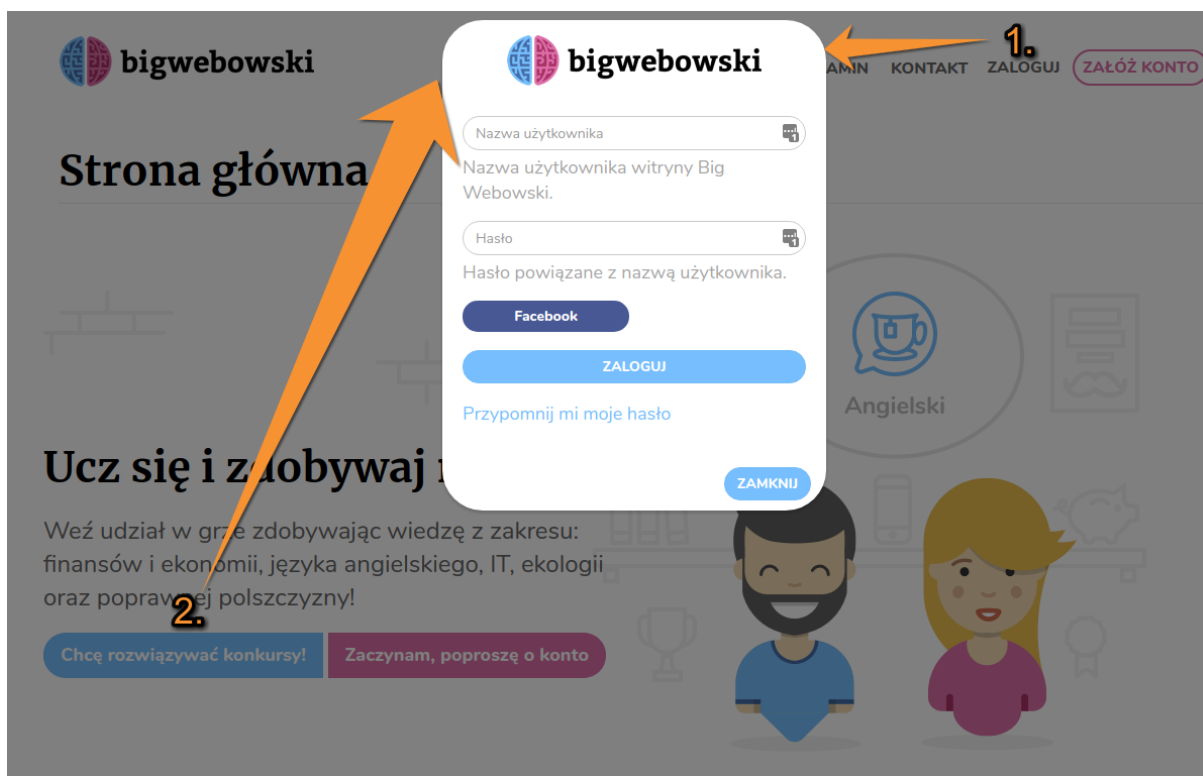 bigwebowski
AMIN KONTAKT ZALOGUJ ZAŁÓŻ KONTO
1.
Strona główna
bigwebowski
Nazwa użytkownika
Nazwa użytkownika witryny Big
Webowski.
Hasło
Hasło powiązane z nazwą użytkownika.
Facebook
ZALOGUJ
Przypomnij mi moje hasło
ZAMKNIJ
Angielski
Ucz się i zdobywaj
Weź udział w grze zdobywając wiedzę z zakresu:
finansów i ekonomii, języka angielskiego, IT, ekologii
oraz poprawnej polszczyzny!
2.
Chcę rozwiązywać konkursy! Zaczynam, poproszę o konto